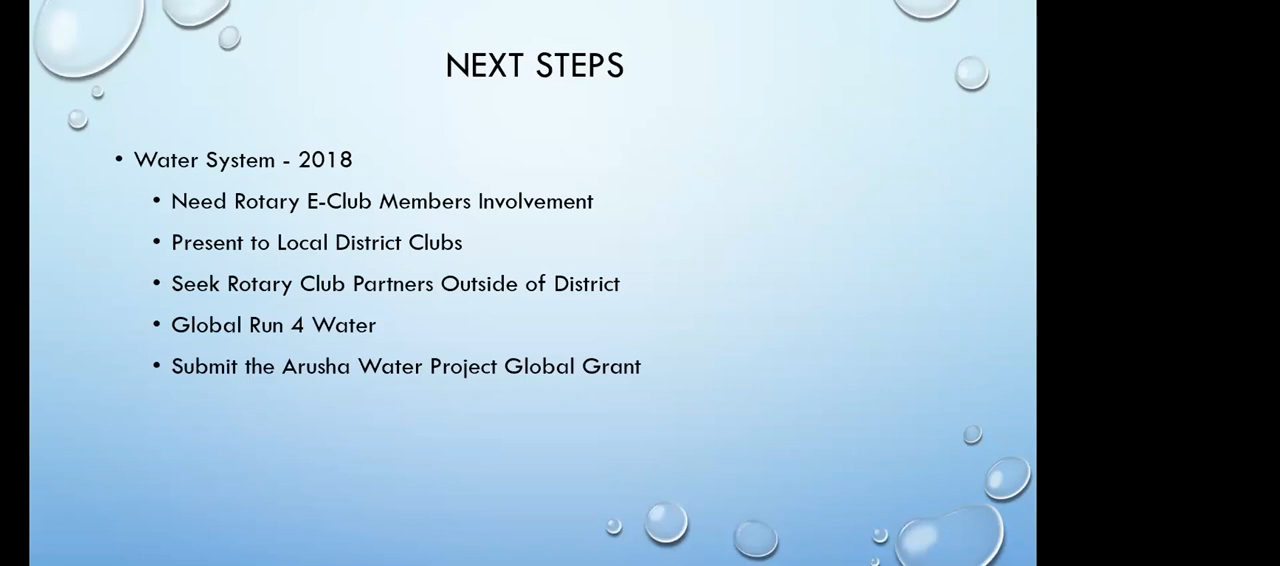 NEXT STEPS
• Water System - 2018
• Need Rotary E-Club Members Involvement
• Present to Local District Clubs
• Seek Rotary Club Partners Outside of District
• Global Run 4 Water
• Submit the Arusha Water Project Global Grant